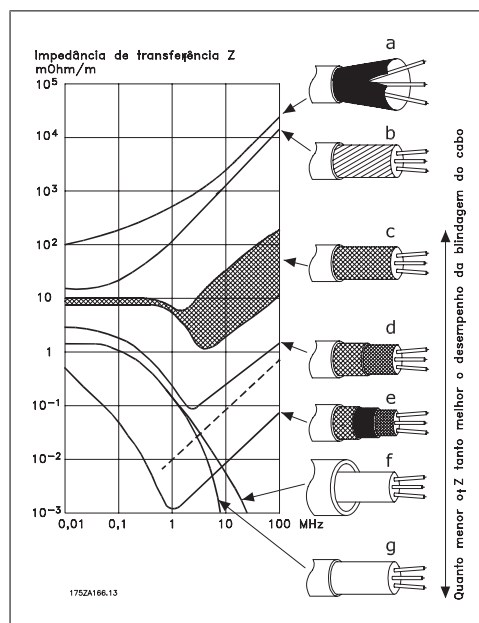 Impedância de transferência Z
mOhm/m
10⁵
10⁴
10³
10²
10
1
10⁻¹
10⁻²
10⁻³
0,01
0,1
1
10
100
MHz
a
b
c
d
e
f
g
Quanto menor o Z tanto melhor o desempenho da blindagem do cabo
175ZA166.13